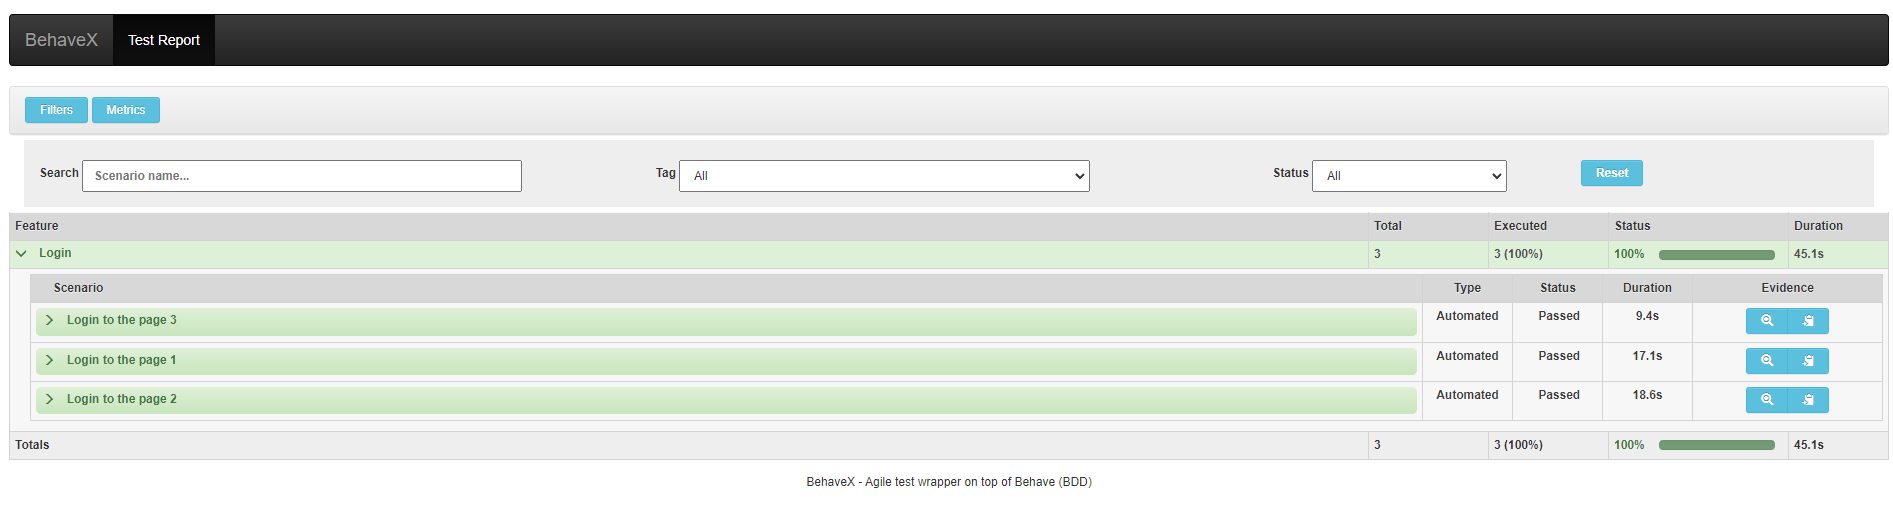 BehaveX Test Report
Filters Metrics
Search Scenario name... Tag All Status All Reset
Feature Total Executed Status Duration
Login 3 3 (100%) 100% 45.1s
Scenario Type Status Duration Evidence
Login to the page 3 Automated Passed 9.4s
Login to the page 1 Automated Passed 17.1s
Login to the page 2 Automated Passed 18.6s
Totals 3 3 (100%) 100% 45.1s
BehaveX - Agile test wrapper on top of Behave (BDD)